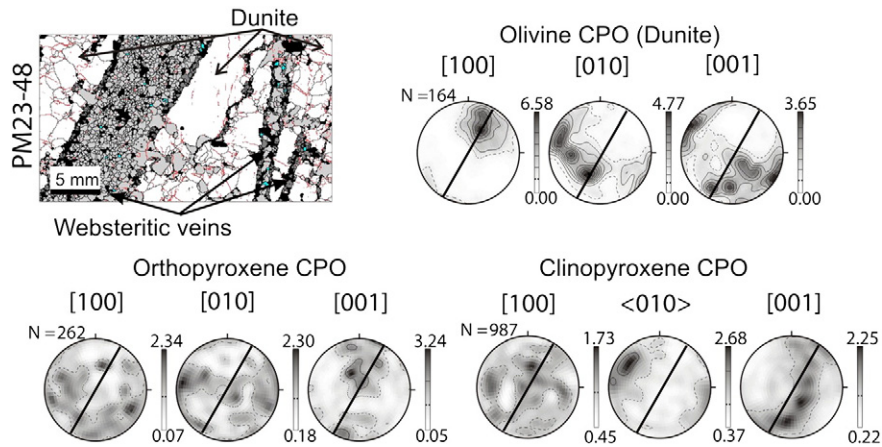 Dunite
PM23-48
5 mm
Websteritic veins
Olivine CPO (Dunite)
[100] [010] [001]
N =164
6.58 4.77 3.65
0.00 0.00 0.00
Orthopyroxene CPO
[100] [010] [001]
N =262
2.34 2.30 3.24
0.07 0.18 0.05
Clinopyroxene CPO
[100] <010> [001]
N =987
1.73 2.68 2.25
0.45 0.37 0.22